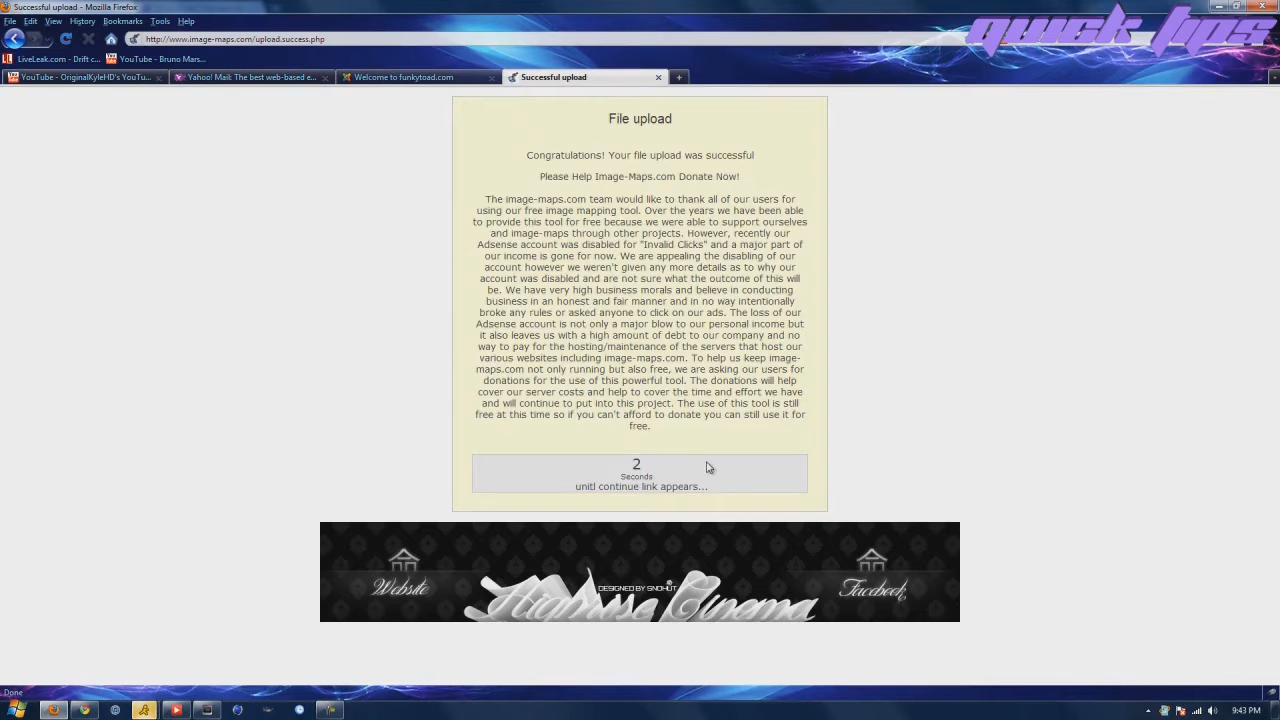 Successful upload - Mozilla Firefox
File Edit View History Bookmarks Tools Help
quick tips
http://www.image-maps.com/upload.success.php
LiveLeak.com - Drift c... YouTube - Bruno Mars...
YouTube - OriginalKyleHD's YouTu... Yahoo! Mail: The best web-based e... Welcome to funkytoad.com Successful upload
File upload
Congratulations! Your file upload was successful
Please Help Image-Maps.com Donate Now!
The image-maps.com team would like to thank all of our users for
using our free image mapping tool. Over the years we have been able
to provide this tool for free because we were able to support ourselves
and image-maps through other projects. However, recently our
Adsense account was disabled for "Invalid Clicks" and a major part of
our income is gone for now. We are appealing the disabling of our
account however we weren't given any more details as to why our
account was disabled and are not sure what the outcome of this will
be. We have very high business morals and believe in conducting
business in an honest and fair manner and in no way intentionally
broke any rules or asked anyone to click on our ads. The loss of our
Adsense account is not only a major blow to our personal income but
it also leaves us with a high amount of debt to our company and no
way to pay for the hosting/maintenance of the servers that host our
various websites including image-maps.com. To help us keep image-
maps.com not only running but also free, we are asking our users for
donations for the use of this powerful tool. The donations will help
cover our server costs and help to cover the time and effort we have
and will continue to put into this project. The use of this tool is still
free at this time so if you can't afford to donate you can still use it for
free.
2
Seconds
unitl continue link appears...
Website
DESIGNED BY SNOHUT
Highrise Cinema
Facebook
Done
9:43 PM